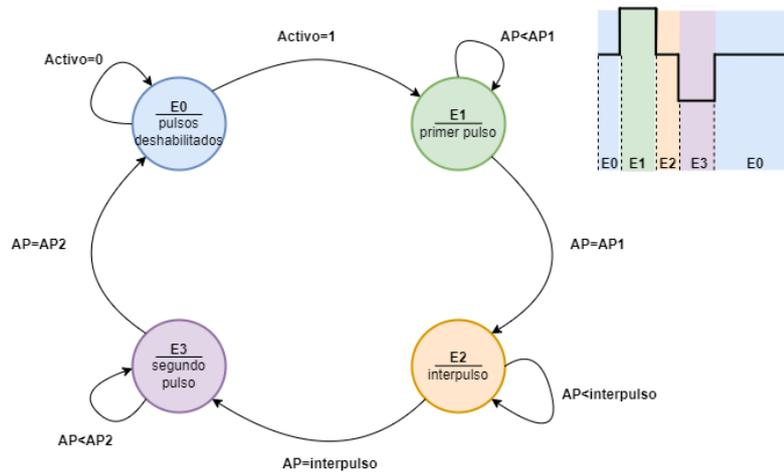 Activo=1
AP<AP1
Activo=0
E0
pulsos
deshabilitados
E1
primer pulso
E0 E1 E2 E3 E0
AP=AP2
AP=AP1
E3
segundo
pulso
E2
interpulso
AP<interpulso
AP<AP2
AP=interpulso